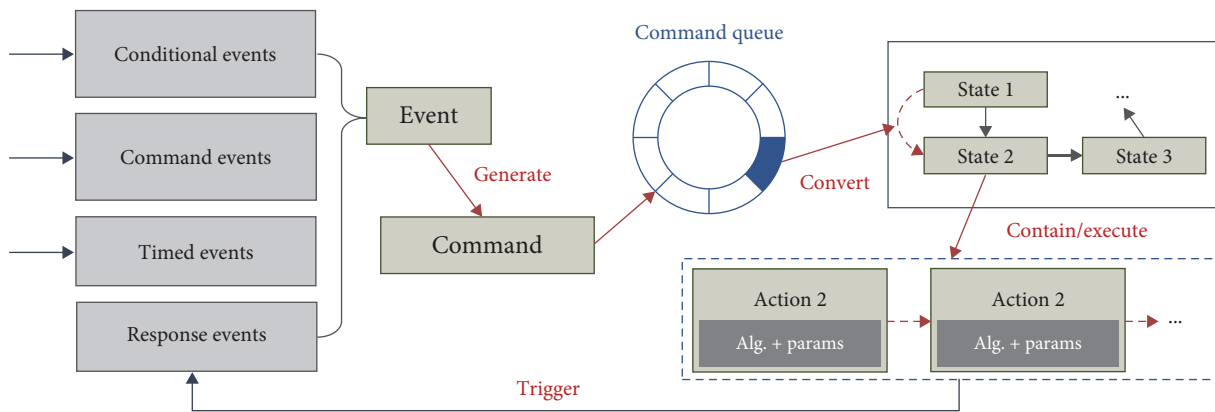 Conditional events
Command events
Timed events
Response events
Event
Generate
Command
Command queue
Convert
State 1
State 2
State 3
...
Contain/execute
Action 2
Alg. + params
Action 2
Alg. + params
...
Trigger